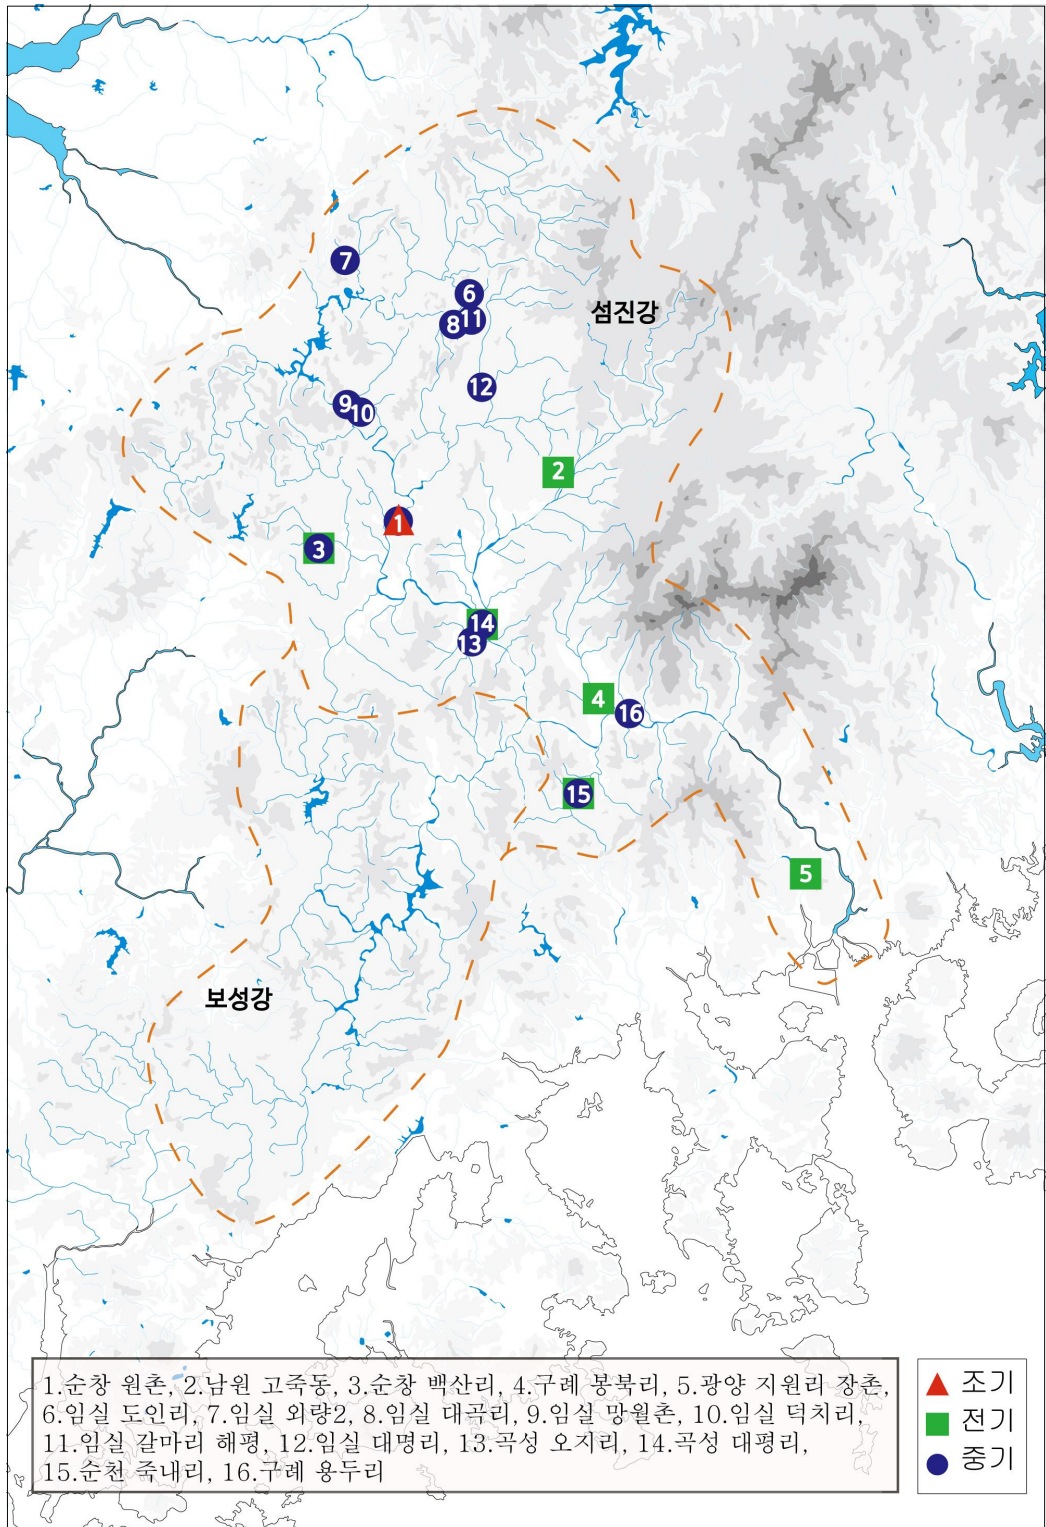 7
6
섬진강
8 11
12
9 10
2
1
3
14
13
4
16
15
5
보성강
1.순창 원촌, 2.남원 고죽동, 3.순창 백산리, 4.구례 봉북리, 5.광양 지원리 장촌,
6.임실 도인리, 7.임실 외량2, 8.임실 대곡리, 9.임실 망월촌, 10.임실 덕치리,
11.임실 갈마리 해평, 12.임실 대명리, 13.곡성 오지리, 14.곡성 대평리,
15.순천 죽내리, 16.구례 용두리
조기
전기
중기